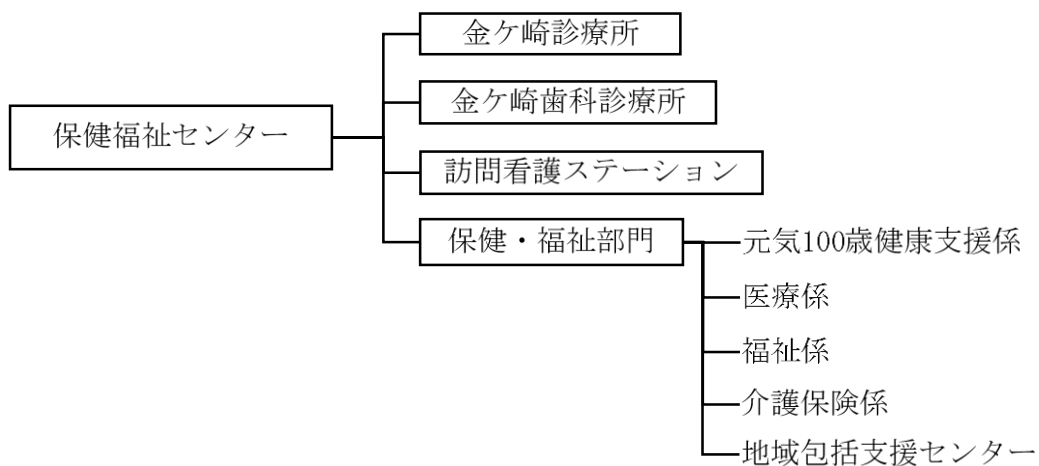 金ケ崎診療所
金ケ崎歯科診療所
保健福祉センター
訪問看護ステーション
保健・福祉部門
元気100歳健康支援係
医療係
福祉係
介護保険係
地域包括支援センター